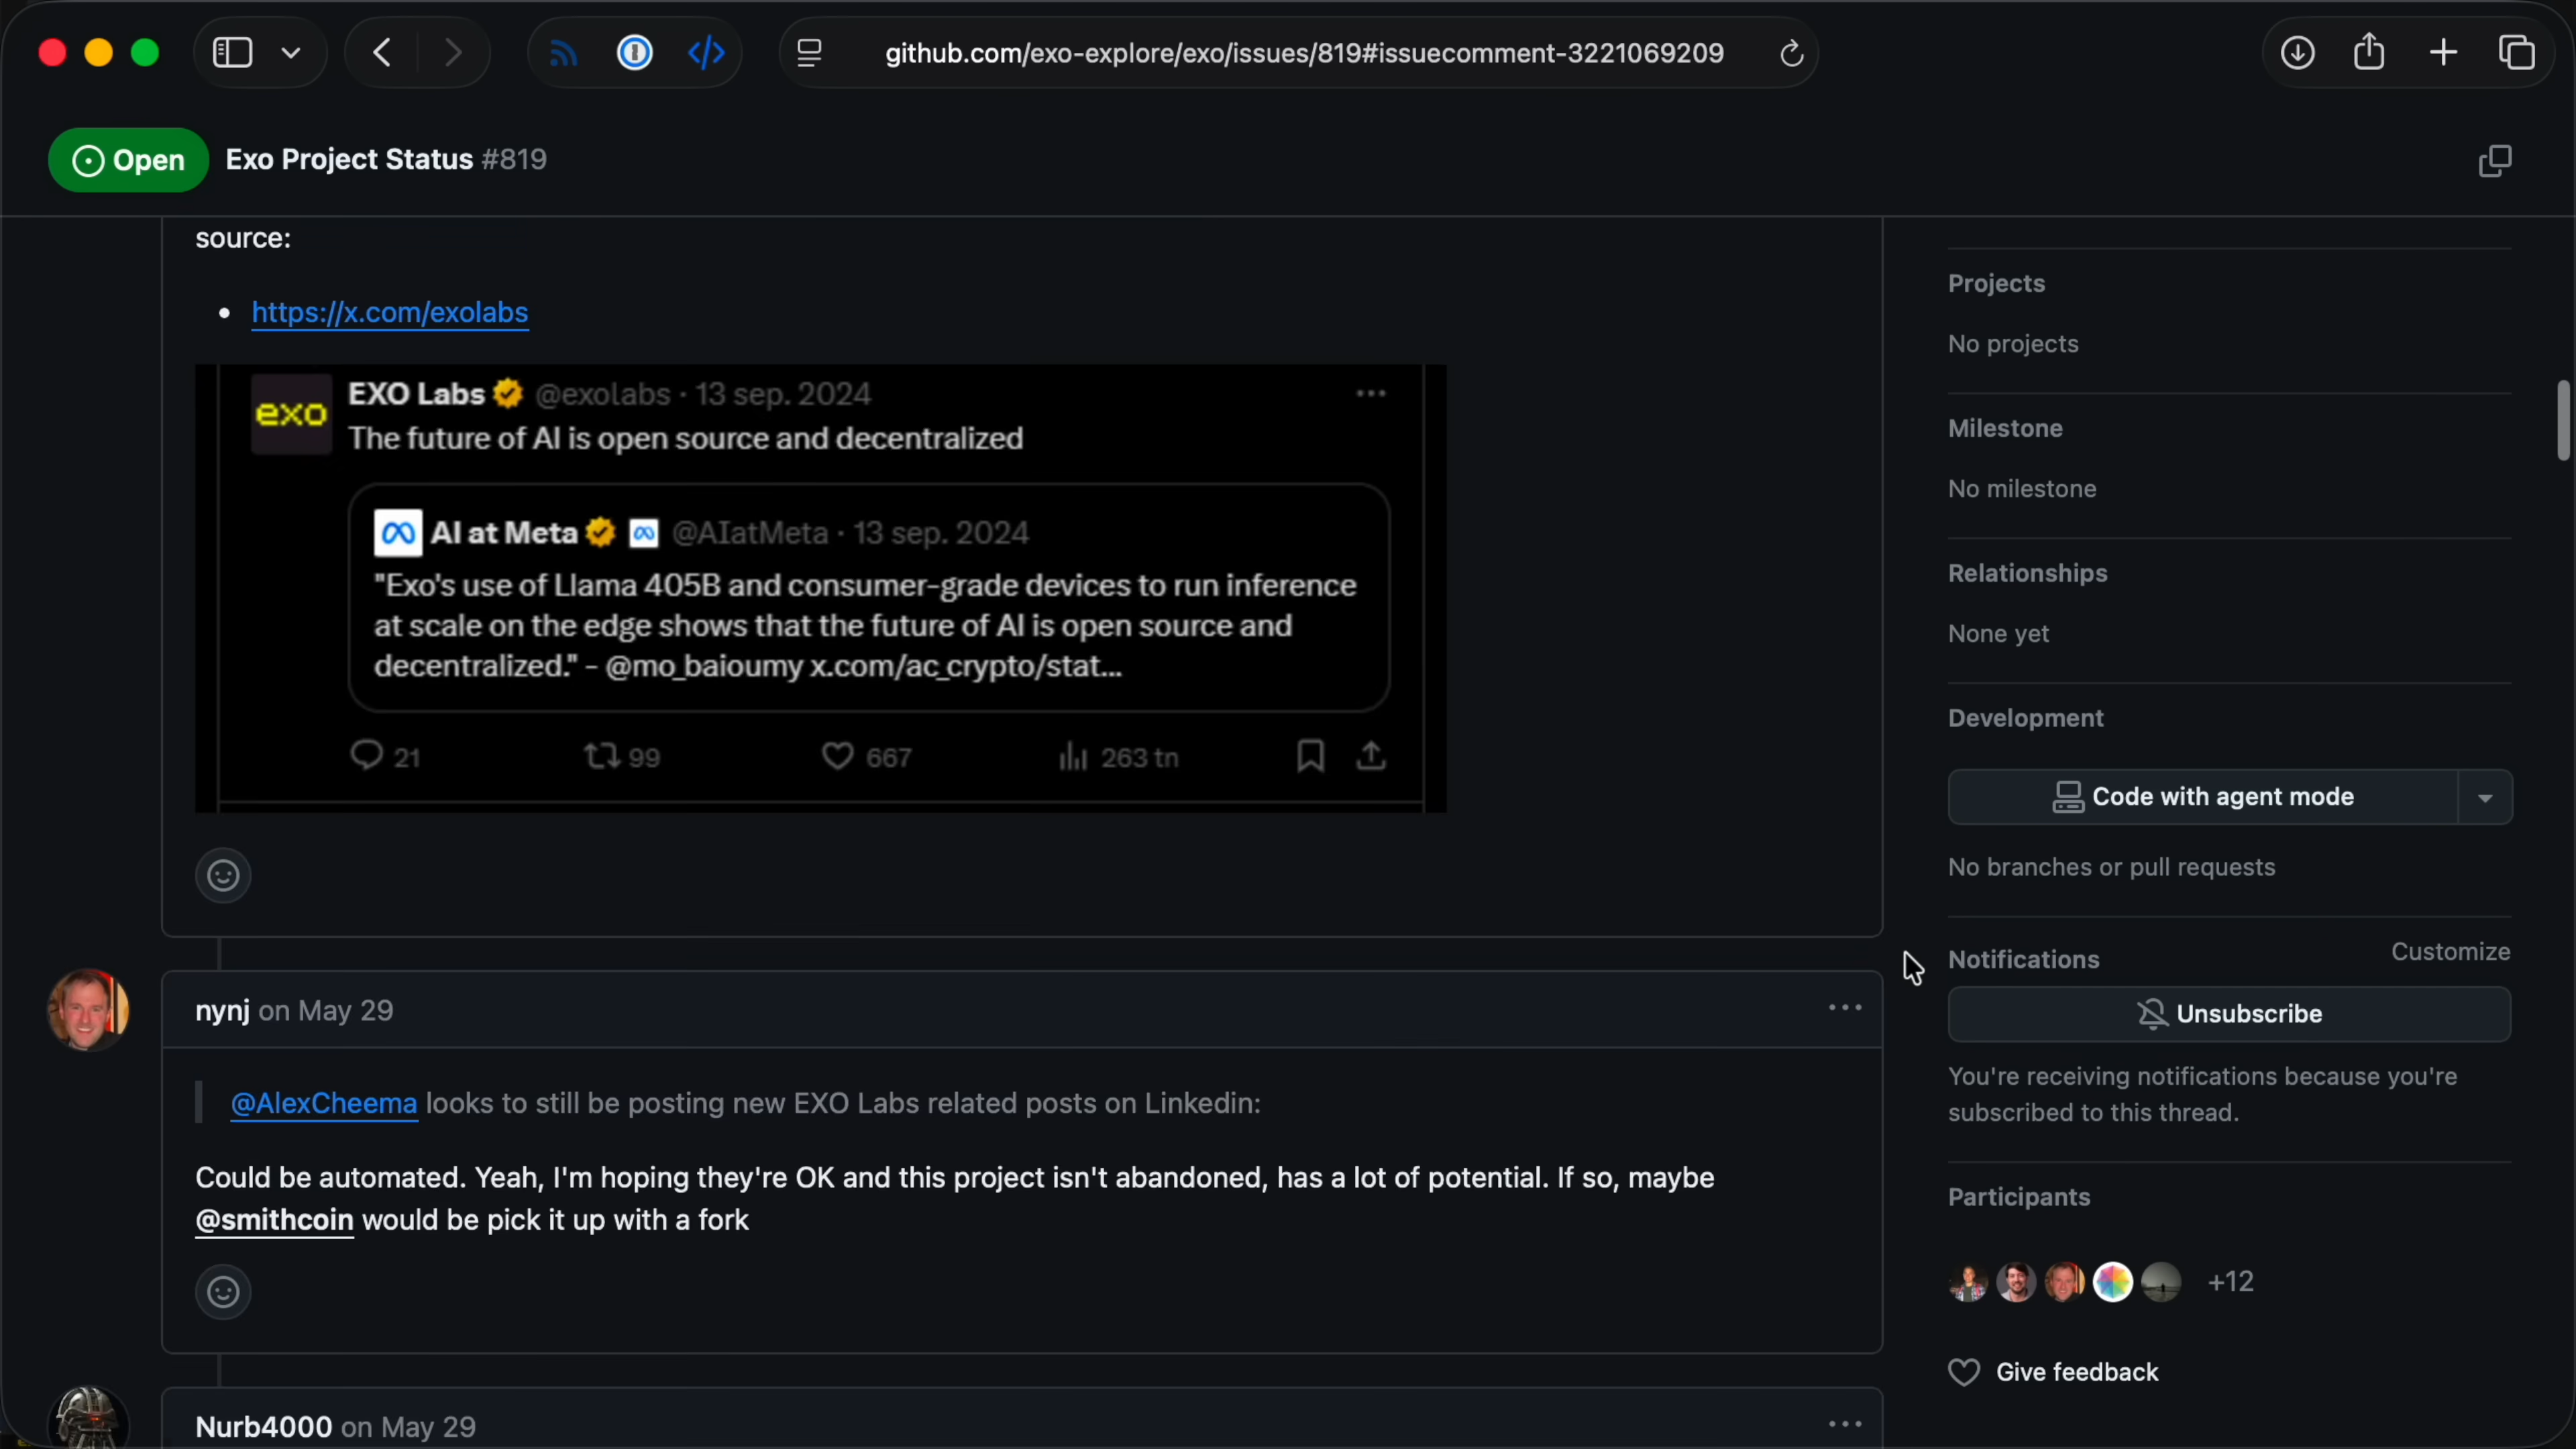 github.com/exo-explore/exo/issues/819#issuecomment-3221069209
Open
Exo Project Status #819
source:
https://x.com/exolabs
exo
EXO Labs @exolabs · 13 sep. 2024
The future of AI is open source and decentralized
AI at Meta @AIatMeta · 13 sep. 2024
"Exo's use of Llama 405B and consumer-grade devices to run inference
at scale on the edge shows that the future of AI is open source and
decentralized." - @mo_baioumy x.com/ac_crypto/stat...
21 99 667 263 tn
nynj on May 29
@AlexCheema looks to still be posting new EXO Labs related posts on Linkedin:
Could be automated. Yeah, I'm hoping they're OK and this project isn't abandoned, has a lot of potential. If so, maybe
@smithcoin would be pick it up with a fork
Nurb4000 on May 29
Projects
No projects
Milestone
No milestone
Relationships
None yet
Development
Code with agent mode
No branches or pull requests
Notifications
Customize
Unsubscribe
You're receiving notifications because you're
subscribed to this thread.
Participants
+12
Give feedback